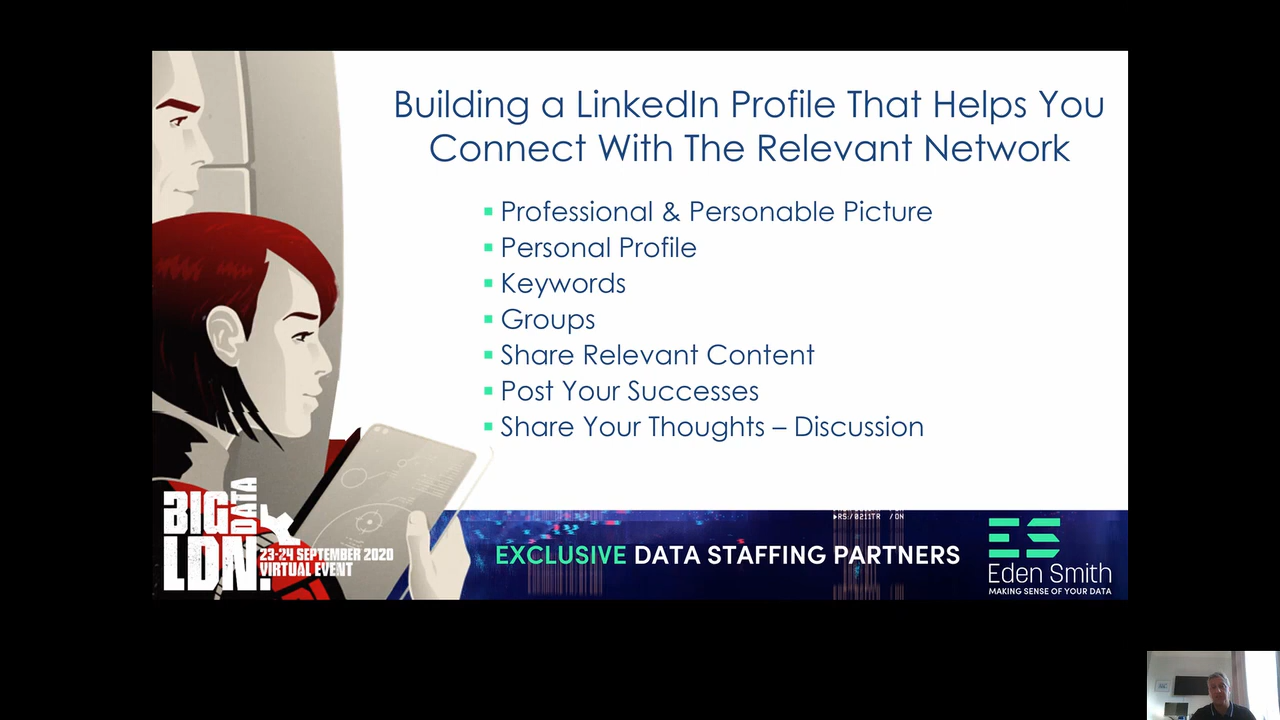 Building a LinkedIn Profile That Helps You
Connect With The Relevant Network
▪ Professional & Personable Picture
▪ Personal Profile
▪ Keywords
▪ Groups
▪ Share Relevant Content
▪ Post Your Successes
▪ Share Your Thoughts – Discussion
BIG DATA
LDN.
23-24 SEPTEMBER 2020
VIRTUAL EVENT
EXCLUSIVE DATA STAFFING PARTNERS
ES
Eden Smith
MAKING SENSE OF YOUR DATA